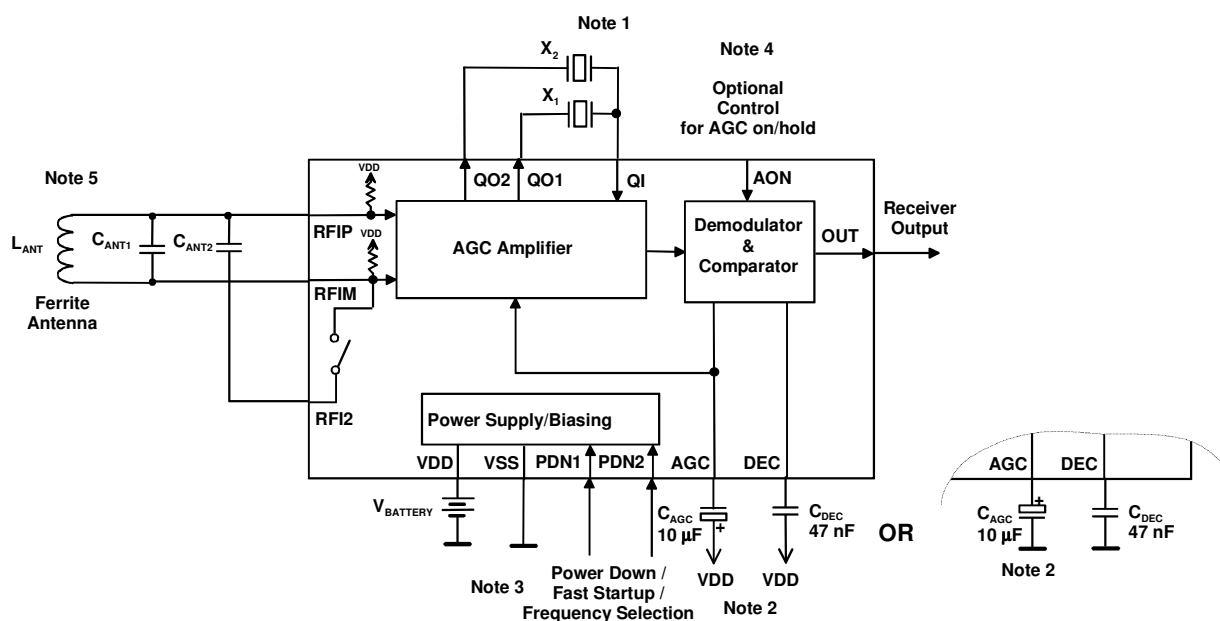 Note 1
X2
Note 4
X1
Optional
Control
for AGC on/hold
Note 5
VDD
QO2 QO1 QI AON
Receiver
Output
RFIP
LANT
CANT1
CANT2
VDD
AGC Amplifier
Demodulator
&
Comparator
OUT
RFIM
Ferrite
Antenna
RFI2
Power Supply/Biasing
VDD VSS PDN1 PDN2 AGC DEC
VBATTERY
CAGC
10 µF
+
CDEC
47 nF
OR
AGC DEC
+
CAGC
10 µF
CDEC
47 nF
Note 2
Note 3
Power Down /
Fast Startup /
Frequency Selection
VDD VDD
Note 2